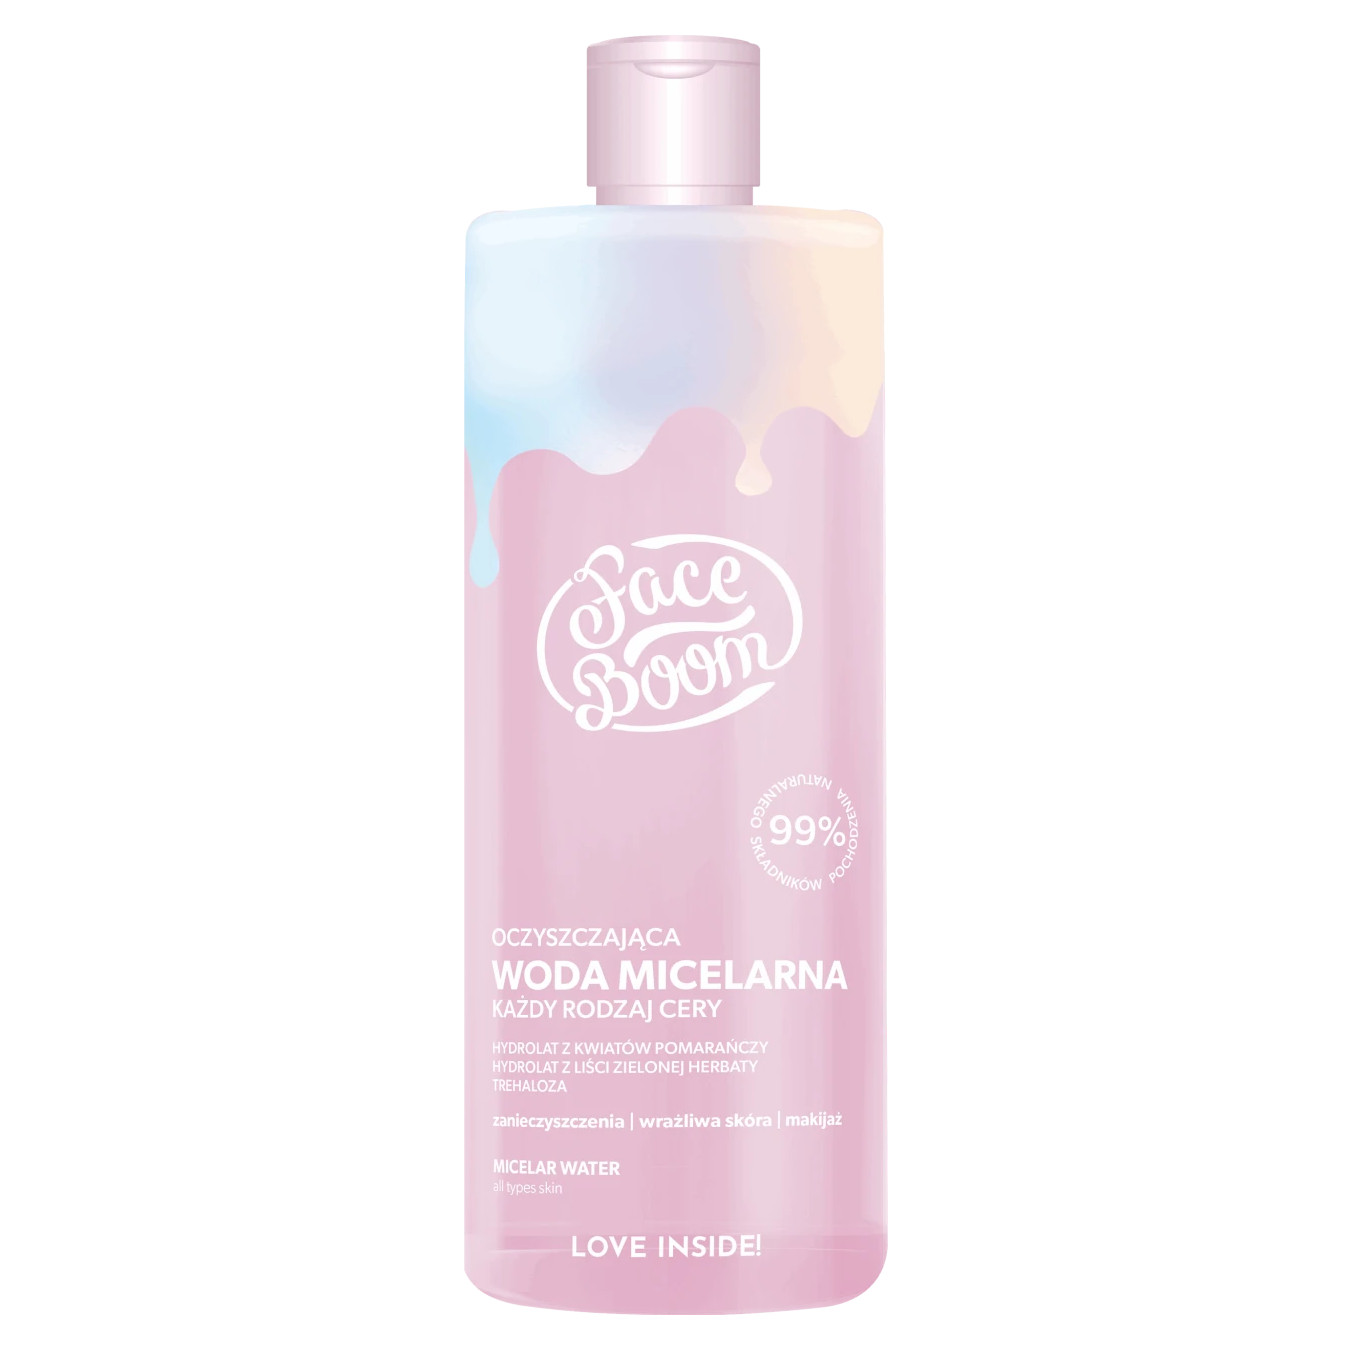 Face
Boom
99%
SKŁADNIKÓW POCHODZENIA NATURALNEGO
OCZYSZCZAJĄCA
WODA MICELARNA
KAŻDY RODZAJ CERY
HYDROLAT Z KWIATÓW POMARAŃCZY
HYDROLAT Z LIŚCI ZIELONEJ HERBATY
TREHALOZA
zanieczyszczenia | wrażliwa skóra | makijaż
MICELAR WATER
all types skin
LOVE INSIDE!